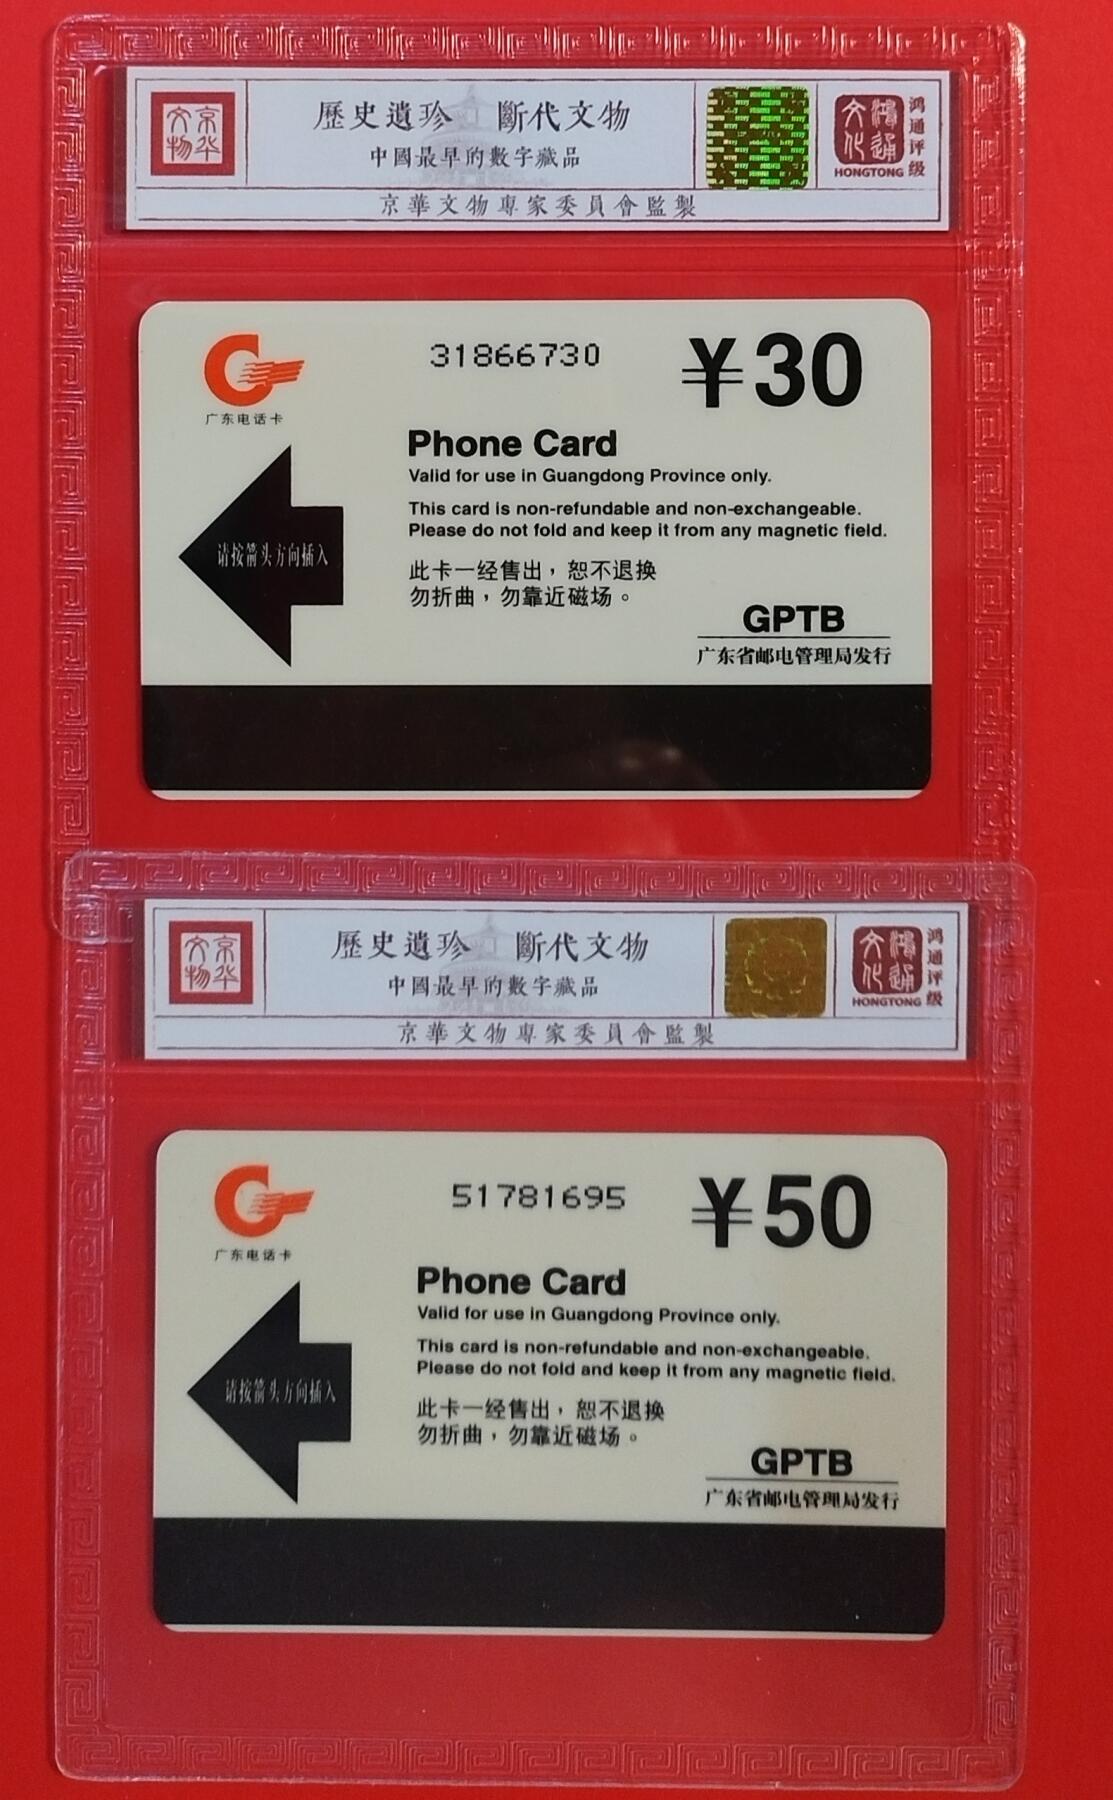 京华文物
歷史遺珍 斷代文物
中國最早的數字藏品
京華文物專家委員會監製
鸿通文化
HONGTONG
鸿通评级
广东电话卡
31866730
¥30
Phone Card
Valid for use in Guangdong Province only.
This card is non-refundable and non-exchangeable.
Please do not fold and keep it from any magnetic field.
请按箭头方向插入
此卡一经售出，恕不退换
勿折曲，勿靠近磁场。
GPTB
广东省邮电管理局发行
京华文物
歷史遺珍 斷代文物
中國最早的數字藏品
京華文物專家委員會監製
鸿通文化
HONGTONG
鸿通评级
广东电话卡
51781695
¥50
Phone Card
Valid for use in Guangdong Province only.
This card is non-refundable and non-exchangeable.
Please do not fold and keep it from any magnetic field.
请按箭头方向插入
此卡一经售出，恕不退换
勿折曲，勿靠近磁场。
GPTB
广东省邮电管理局发行